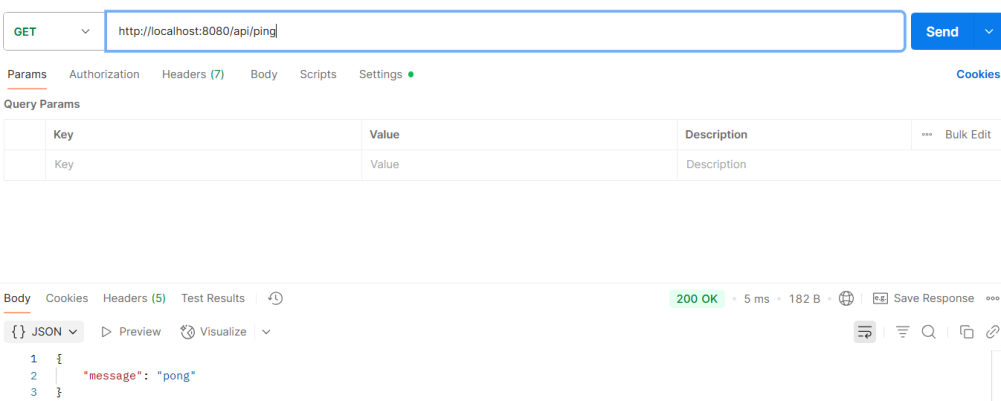 GET http://localhost:8080/api/ping Send
Params Authorization Headers (7) Body Scripts Settings Cookies
Query Params
Key Value Description Bulk Edit
Key Value Description
Body Cookies Headers (5) Test Results 200 OK 5 ms 182 B e.g. Save Response
{} JSON Preview Visualize
1 {
2 "message": "pong"
3 }